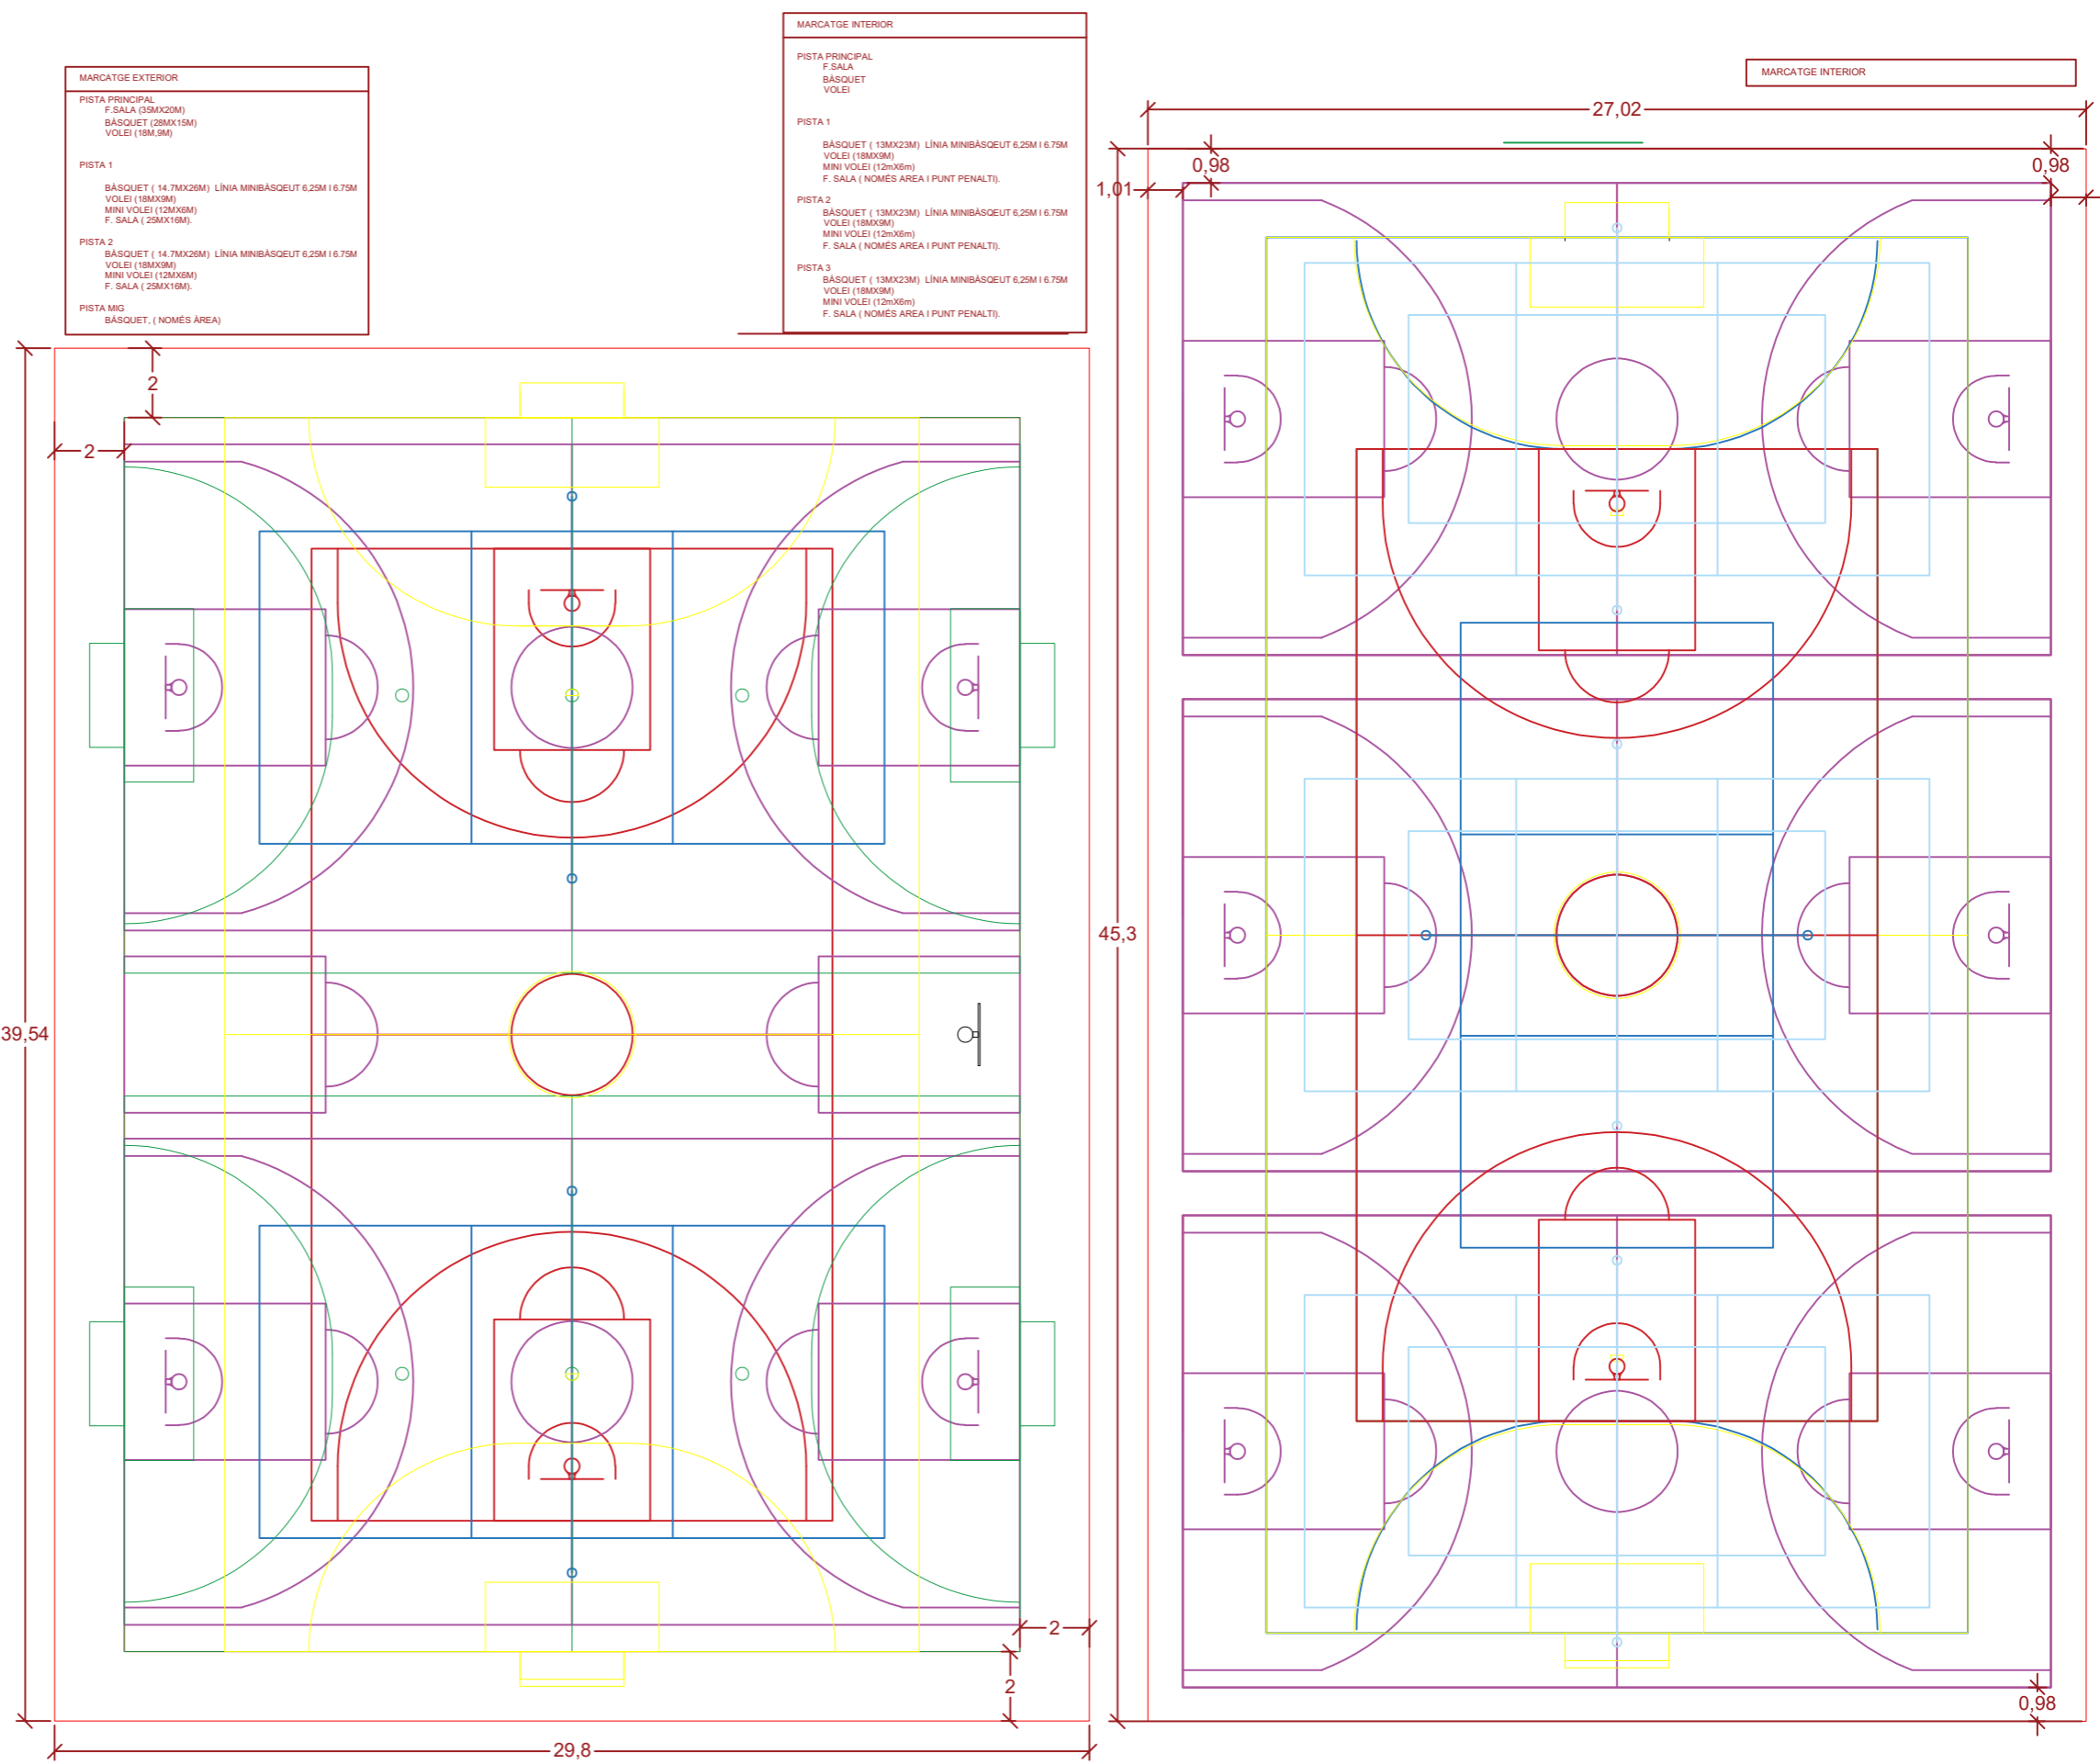 MARCATGE EXTERIOR
PISTA PRINCIPAL
F.SALA (35MX20M)
BÀSQUET (28MX15M)
VOLEI (18M,9M)
PISTA 1
BÀSQUET ( 14.7MX26M)  LÍNIA MINIBÀSQEUT 6,25M I 6.75M
VOLEI (18MX9M)
MINI VOLEI (12MX6M)
F. SALA ( 25MX16M).
PISTA 2
BÀSQUET ( 14.7MX26M)  LÍNIA MINIBÀSQEUT 6,25M I 6.75M
VOLEI (18MX9M)
MINI VOLEI (12MX6M)
F. SALA ( 25MX16M).
PISTA MIG
BÀSQUET, ( NOMÉS ÀREA)
MARCATGE INTERIOR
PISTA PRINCIPAL
F.SALA
BÀSQUET
VOLEI
PISTA 1
BÀSQUET ( 13MX23M)  LÍNIA MINIBÀSQEUT 6,25M I 6.75M
VOLEI (18MX9M)
MINI VOLEI (12mX6m)
F. SALA ( NOMÉS AREA I PUNT PENALTI).
PISTA 2
BÀSQUET ( 13MX23M)  LÍNIA MINIBÀSQEUT 6,25M I 6.75M
VOLEI (18MX9M)
MINI VOLEI (12mX6m)
F. SALA ( NOMÉS AREA I PUNT PENALTI).
PISTA 3
BÀSQUET ( 13MX23M)  LÍNIA MINIBÀSQEUT 6,25M I 6.75M
VOLEI (18MX9M)
MINI VOLEI (12mX6m)
F. SALA ( NOMÉS AREA I PUNT PENALTI).
MARCATGE INTERIOR
27,02
0,98
0,98
1,01
45,3
0,98
2
2
39,54
2
2
29,8